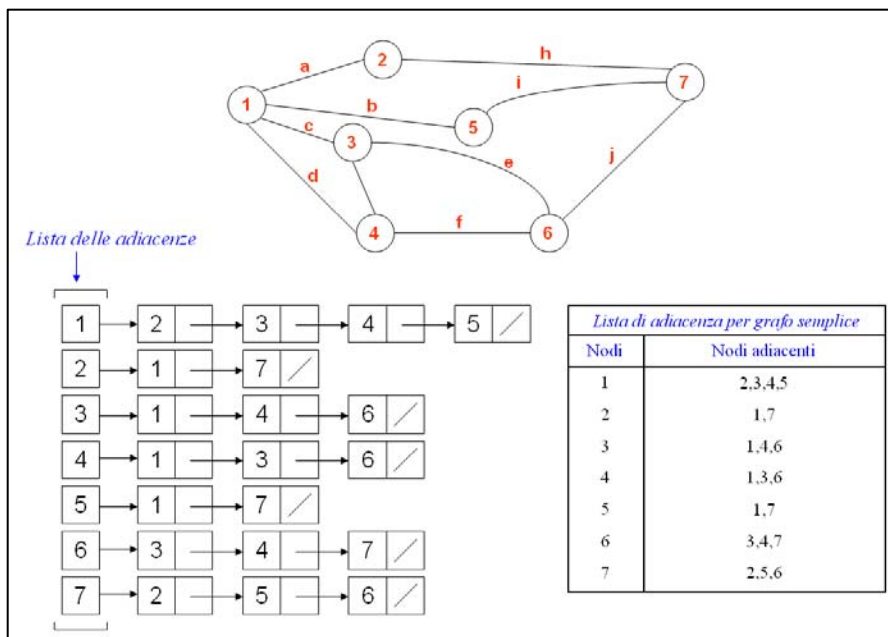 h
2
a
i
7
1
b
5
c
3
e
j
d
4
f
6
Lista delle adiacenze
1 2 3 4 5
2 1 7
3 1 4 6
4 1 3 6
5 1 7
6 3 4 7
7 2 5 6
Lista di adiacenza per grafo semplice
Nodi Nodi adiacenti
1 2,3,4,5
2 1,7
3 1,4,6
4 1,3,6
5 1,7
6 3,4,7
7 2,5,6